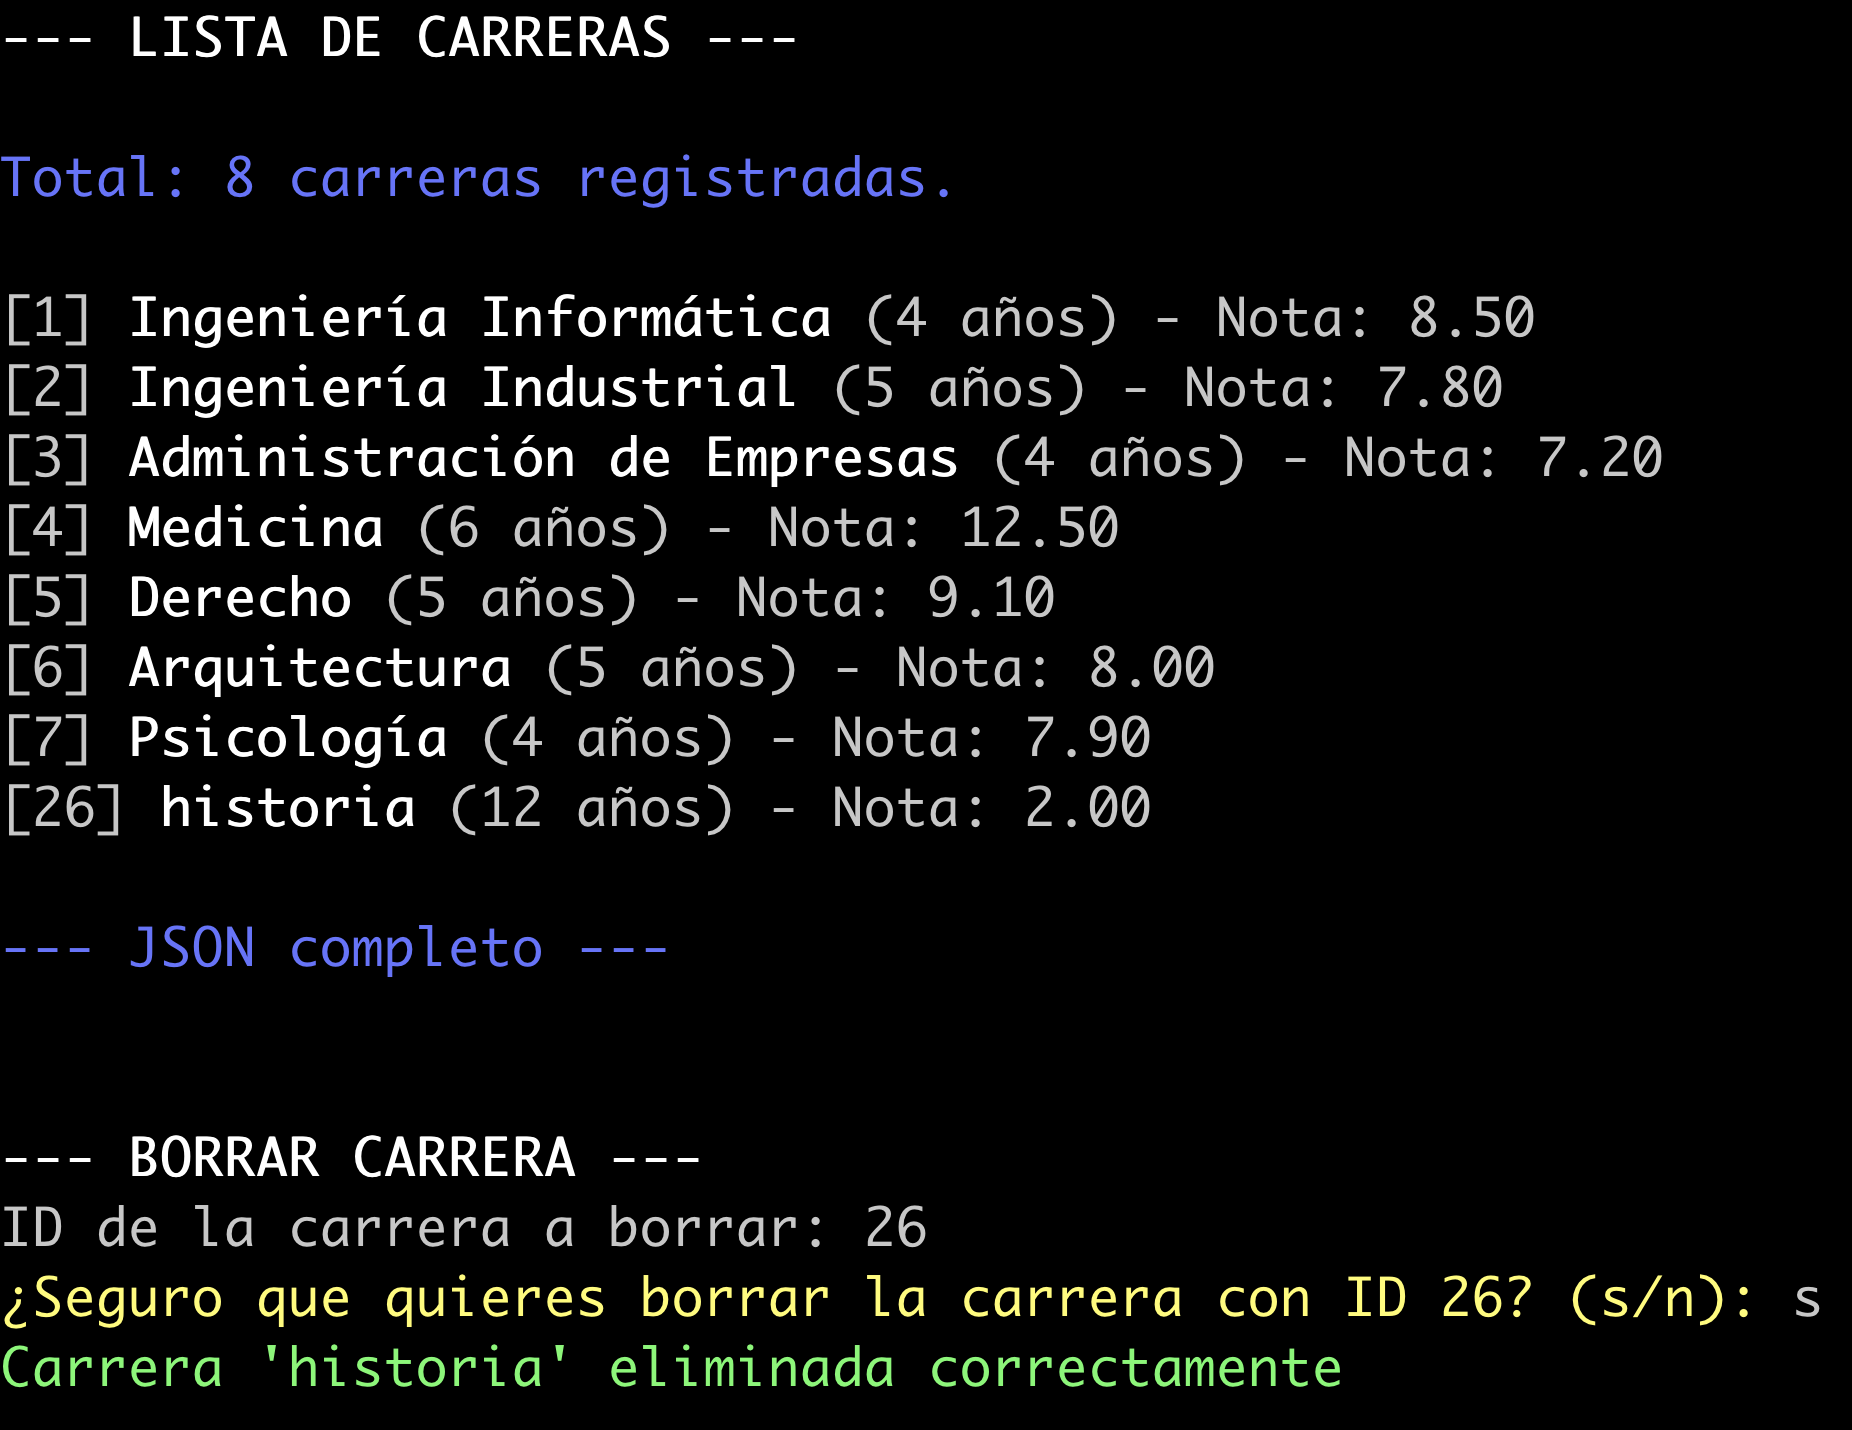 --- LISTA DE CARRERAS ---
Total: 8 carreras registradas.
[1] Ingeniería Informática (4 años) - Nota: 8.50
[2] Ingeniería Industrial (5 años) - Nota: 7.80
[3] Administración de Empresas (4 años) - Nota: 7.20
[4] Medicina (6 años) - Nota: 12.50
[5] Derecho (5 años) - Nota: 9.10
[6] Arquitectura (5 años) - Nota: 8.00
[7] Psicología (4 años) - Nota: 7.90
[26] historia (12 años) - Nota: 2.00
--- JSON completo ---
--- BORRAR CARRERA ---
ID de la carrera a borrar: 26
¿Seguro que quieres borrar la carrera con ID 26? (s/n): s
Carrera 'historia' eliminada correctamente